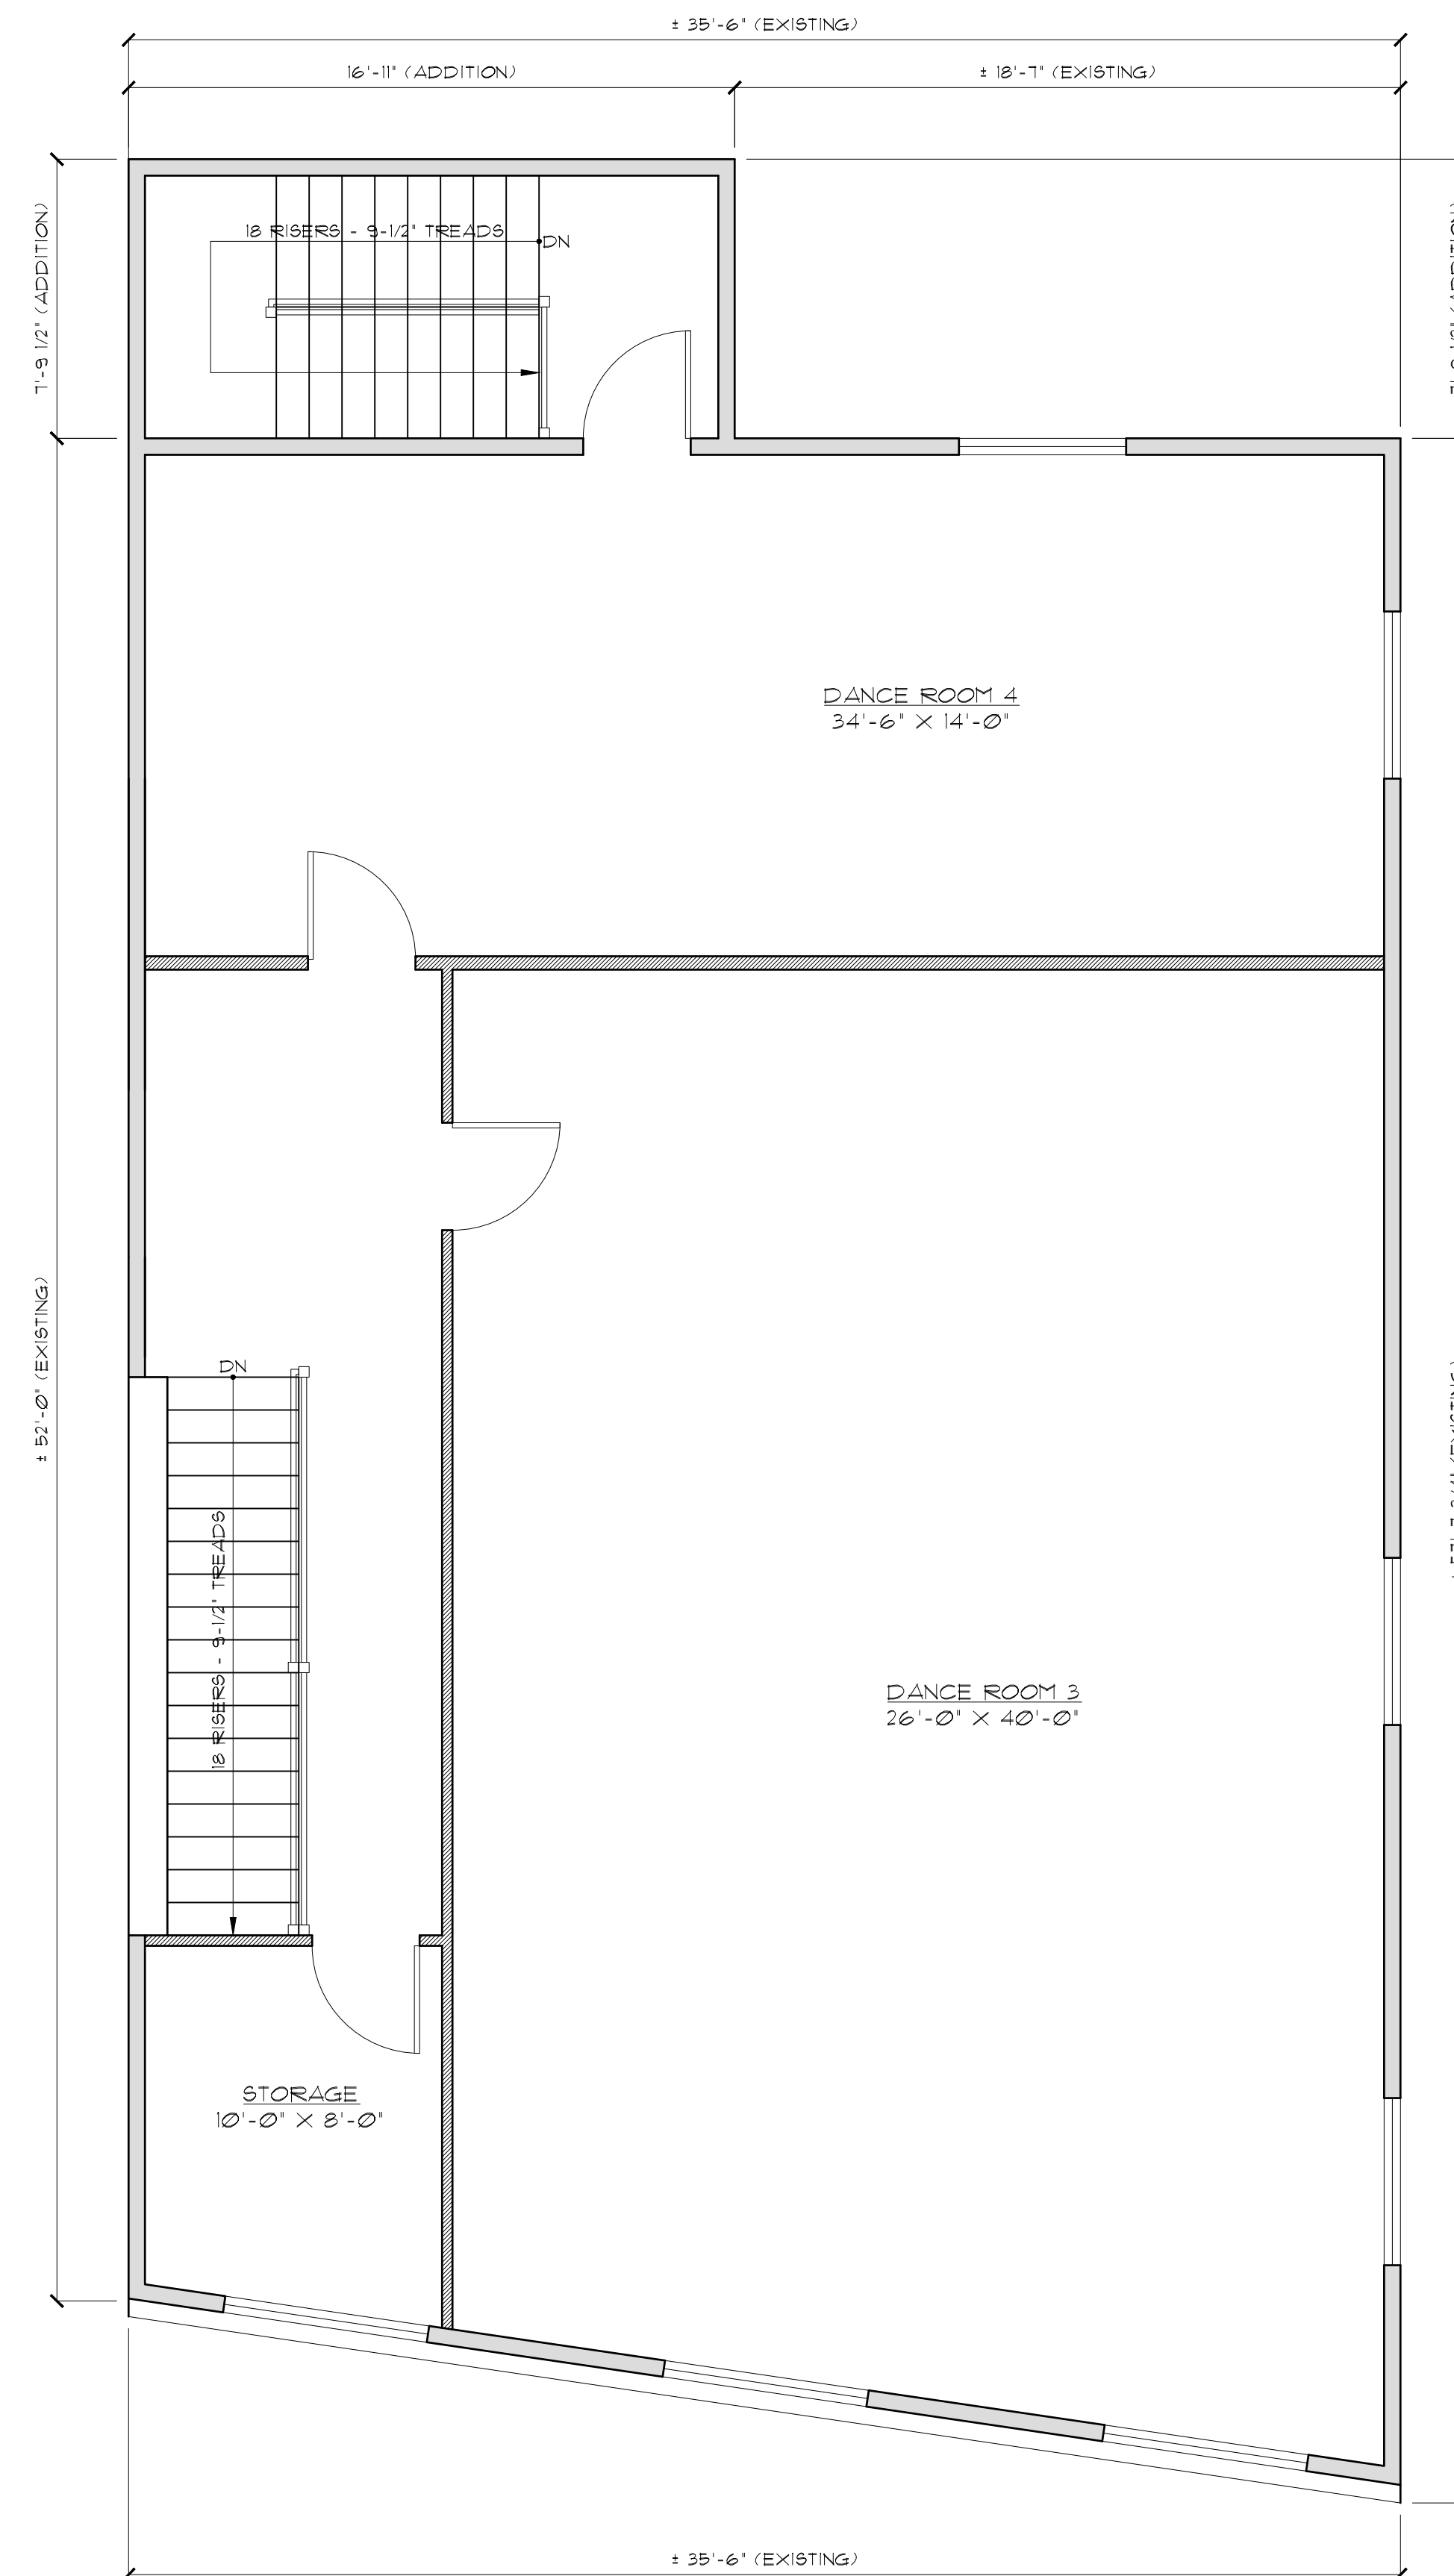 ± 35'-6" (EXISTING)
16'-11" (ADDITION)
± 18'-7" (EXISTING)
7'-9 1/2" (ADDITION)
18 RISERS - 9-1/2" TREADS
DN
DANCE ROOM 4
34'-6" X 14'-0"
± 52'-0" (EXISTING)
DN
18 RISERS - 9-1/2" TREADS
DANCE ROOM 3
26'-0" X 40'-0"
STORAGE
10'-0" X 8'-0"
± 35'-6" (EXISTING)